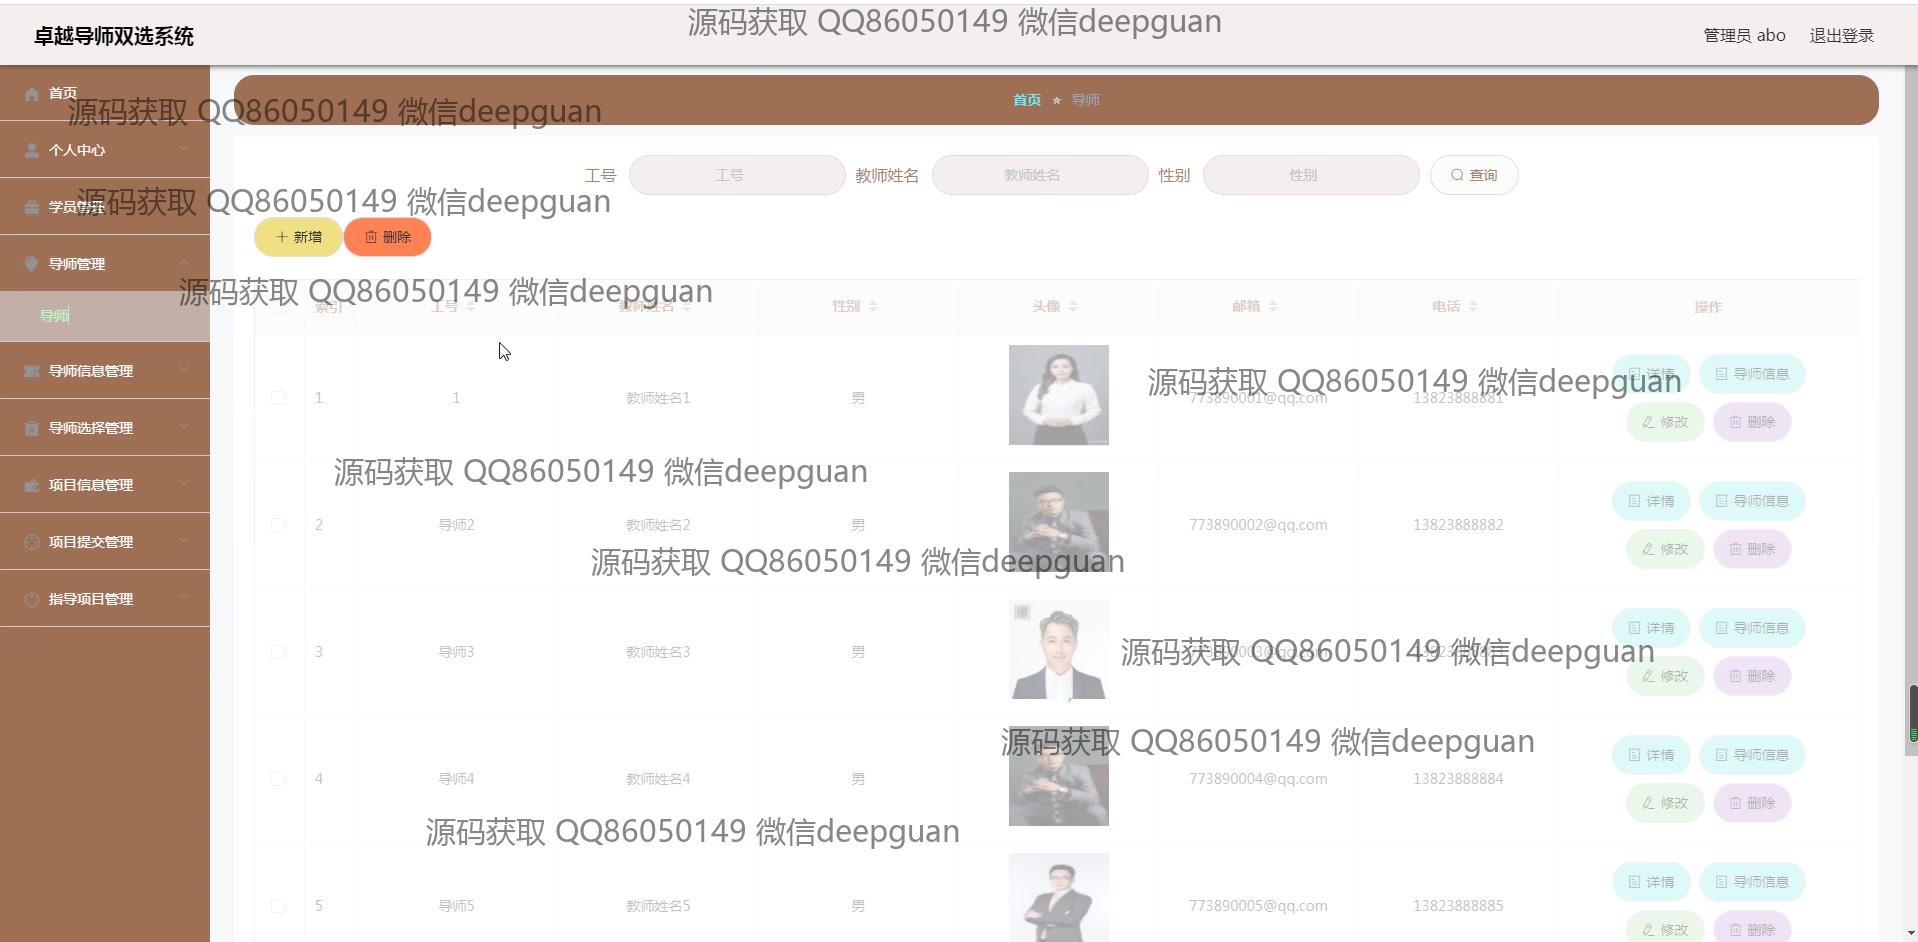 源码获取 QQ86050149 微信deepguan
卓越导师双选系统
管理员 abo 退出登录
首页
首页 ★ 导师
源码获取 QQ86050149 微信deepguan
个人中心
工号 工号 教师姓名 教师姓名 性别 性别 查询
学员管理
源码获取 QQ86050149 微信deepguan
+ 新增 删除
导师管理
源码获取 QQ86050149 微信deepguan
索引 工号 教师姓名 性别 头像 邮箱 电话 操作
导师
导师信息管理
导师选择管理
项目信息管理
项目提交管理
指导项目管理
源码获取 QQ86050149 微信deepguan
详情 导师信息
1 1 教师姓名1 男 773890001@qq.com 13823888881
修改 删除
源码获取 QQ86050149 微信deepguan
详情 导师信息
2 导师2 教师姓名2 男 773890002@qq.com 13823888882
修改 删除
源码获取 QQ86050149 微信deepguan
详情 导师信息
3 导师3 教师姓名3 男 773890003@qq.com
源码获取 QQ86050149 微信deepguan
修改 删除
源码获取 QQ86050149 微信deepguan
详情 导师信息
4 导师4 教师姓名4 男 773890004@qq.com 13823888884
修改 删除
源码获取 QQ86050149 微信deepguan
详情 导师信息
5 导师5 教师姓名5 男 773890005@qq.com 13823888885
修改 删除